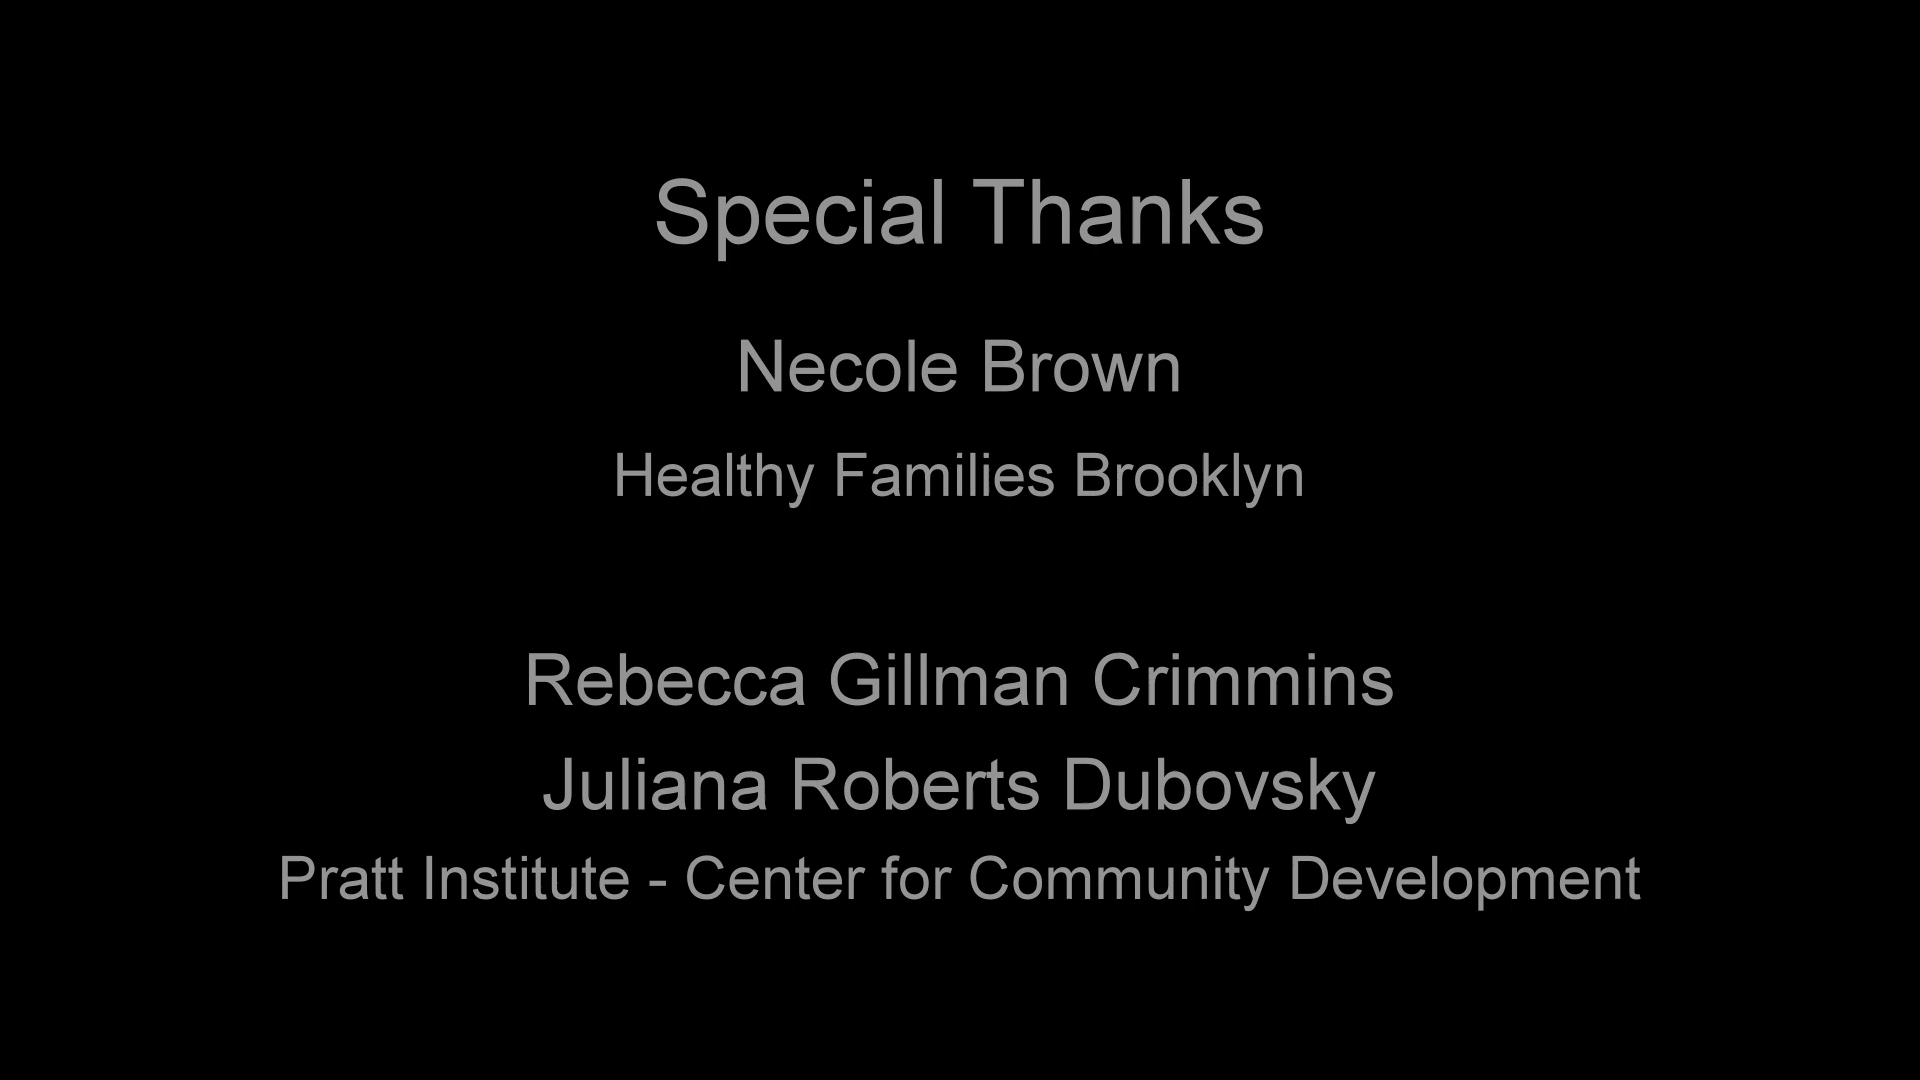 Special Thanks
Necole Brown
Healthy Families Brooklyn
Rebecca Gillman Crimmins
Juliana Roberts Dubovsky
Pratt Institute - Center for Community Development